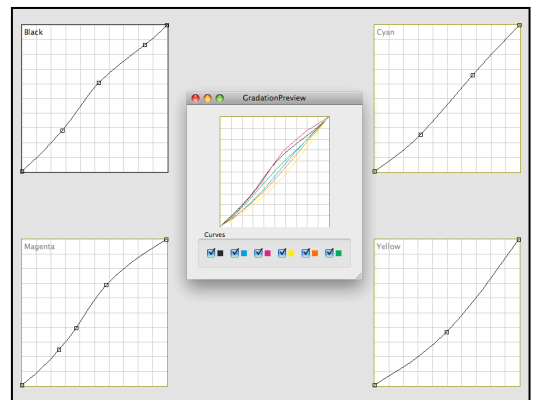 Black
Cyan
GradationPreview
Curves
Magenta
Yellow